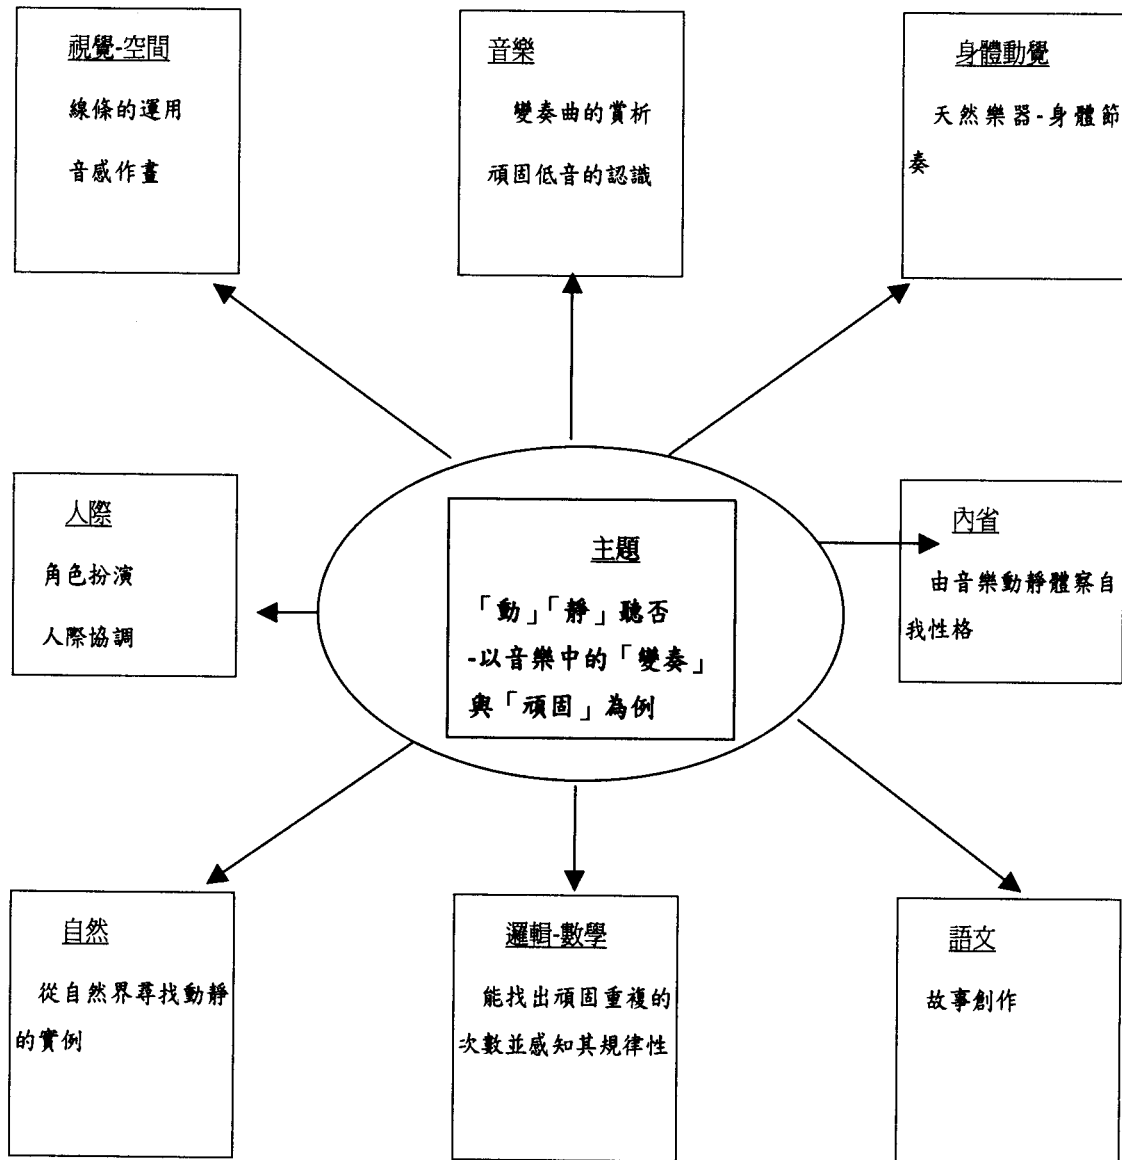 視覺-空間
線條的運用
音感作畫
音樂
變奏曲的賞析
頑固低音的認識
身體動覺
天然樂器-身體節
奏
人際
角色扮演
人際協調
主題
「動」「靜」聽否
-以音樂中的「變奏」
與「頑固」為例
內省
由音樂動靜體察自
我性格
自然
從自然界尋找動靜
的實例
邏輯-數學
能找出頑固重複的
次數並感知其規律性
語文
故事創作